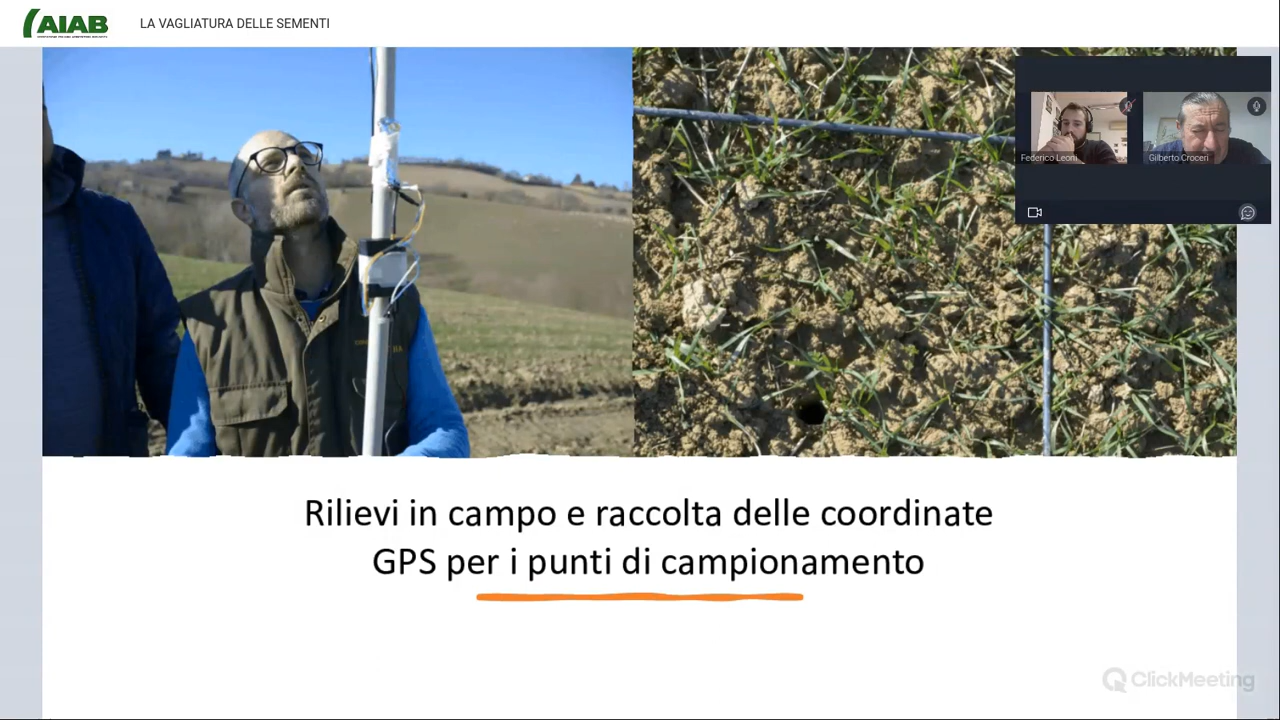 AIAB
LA VAGLIATURA DELLE SEMENTI
Federico Leoni
Gilberto Croceri
Rilievi in campo e raccolta delle coordinate
GPS per i punti di campionamento
ClickMeeting